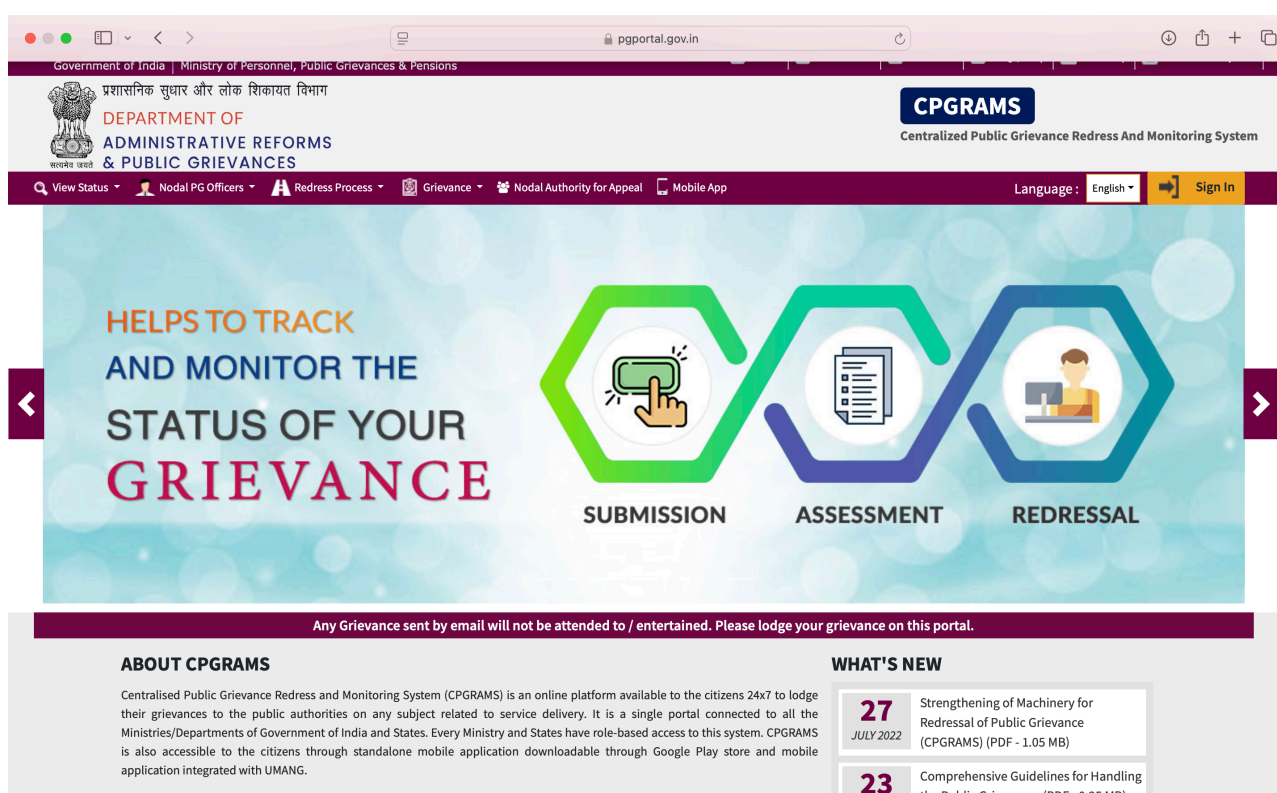 pgportal.gov.in
Government of India | Ministry of Personnel, Public Grievances & Pensions
प्रशासनिक सुधार और लोक शिकायत विभाग
DEPARTMENT OF
ADMINISTRATIVE REFORMS
& PUBLIC GRIEVANCES
सत्यमेव जयते
CPGRAMS
Centralized Public Grievance Redress And Monitoring System
View Status Nodal PG Officers Redress Process Grievance Nodal Authority for Appeal Mobile App Language : English Sign In
HELPS TO TRACK
AND MONITOR THE
STATUS OF YOUR
GRIEVANCE
SUBMISSION ASSESSMENT REDRESSAL
Any Grievance sent by email will not be attended to / entertained. Please lodge your grievance on this portal.
ABOUT CPGRAMS
Centralised Public Grievance Redress and Monitoring System (CPGRAMS) is an online platform available to the citizens 24x7 to lodge
their grievances to the public authorities on any subject related to service delivery. It is a single portal connected to all the
Ministries/Departments of Government of India and States. Every Ministry and States have role-based access to this system. CPGRAMS
is also accessible to the citizens through standalone mobile application downloadable through Google Play store and mobile
application integrated with UMANG.
WHAT'S NEW
27
JULY 2022
Strengthening of Machinery for
Redressal of Public Grievance
(CPGRAMS) (PDF - 1.05 MB)
23
Comprehensive Guidelines for Handling